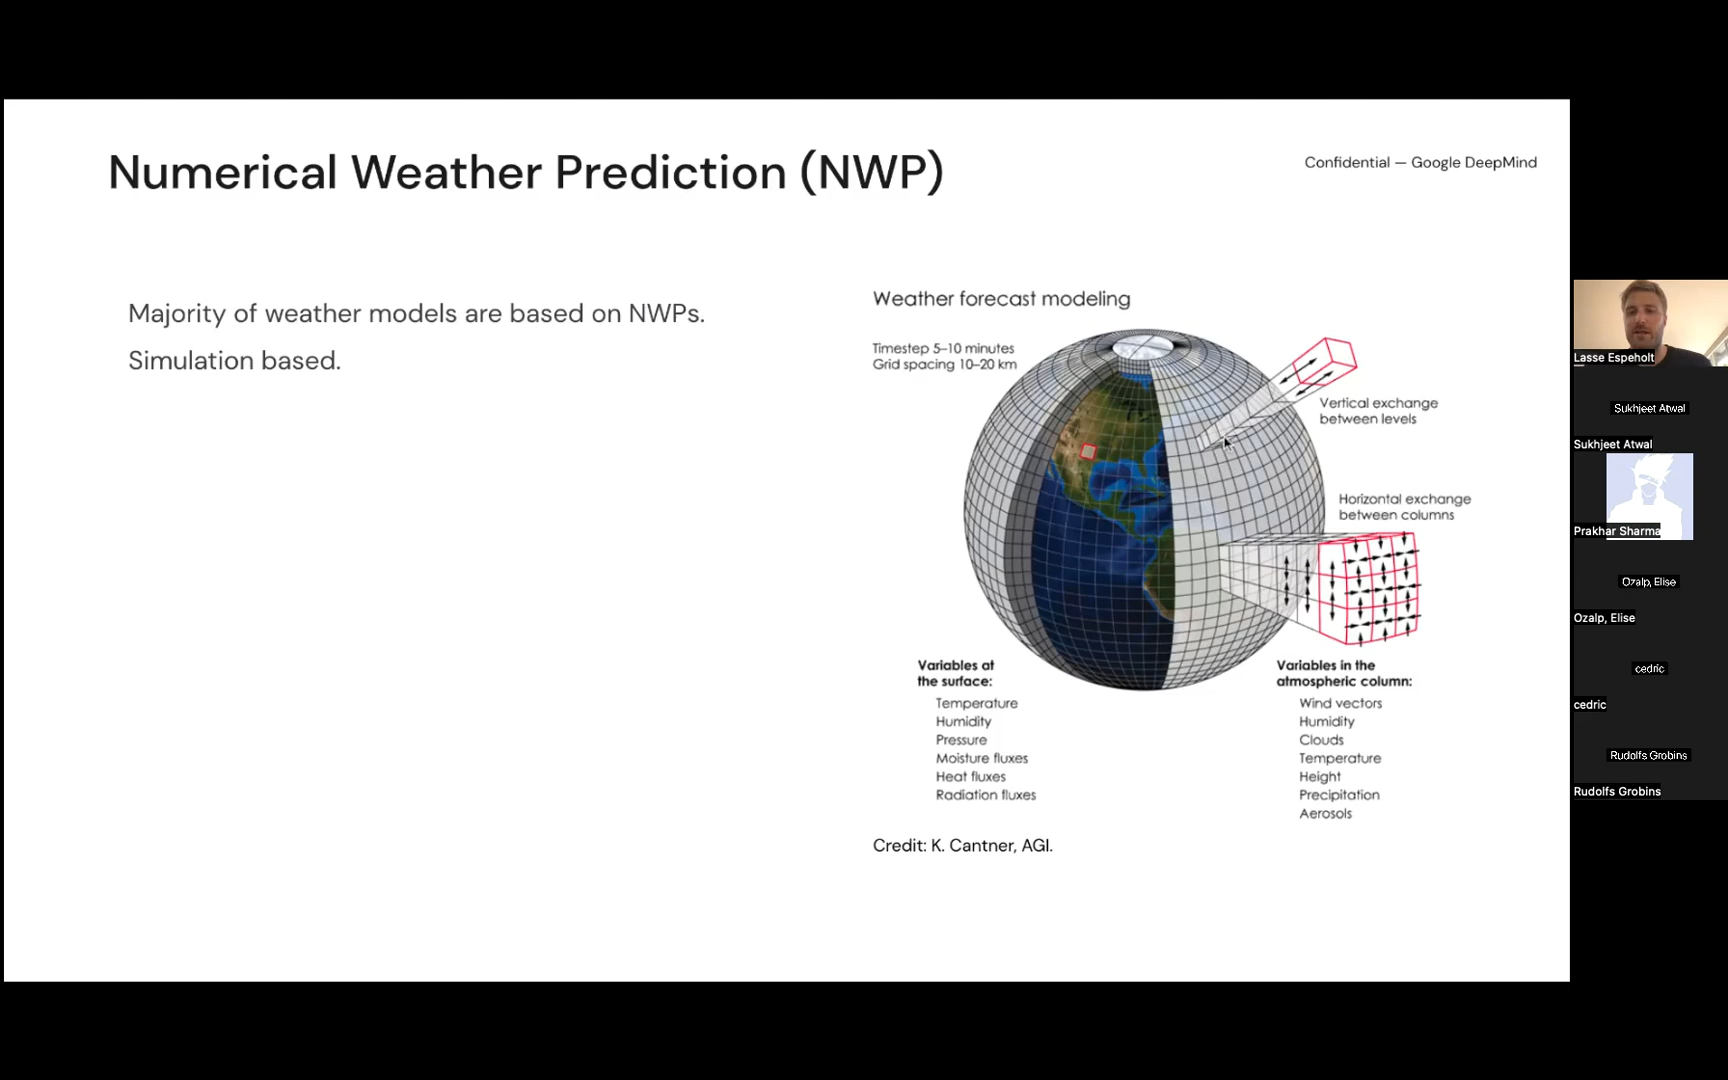 Numerical Weather Prediction (NWP)
Confidential — Google DeepMind
Majority of weather models are based on NWPs.
Simulation based.
Weather forecast modeling
Timestep 5–10 minutes
Grid spacing 10–20 km
Vertical exchange
between levels
Horizontal exchange
between columns
Variables at
the surface:
Temperature
Humidity
Pressure
Moisture fluxes
Heat fluxes
Radiation fluxes
Variables in the
atmospheric column:
Wind vectors
Humidity
Clouds
Temperature
Height
Precipitation
Aerosols
Credit: K. Cantner, AGI.
Lasse Espeholt
Sukhjeet Atwal
Sukhjeet Atwal
Prakhar Sharma
Ozalp, Elise
Ozalp, Elise
cedric
cedric
Rudolfs Grobins
Rudolfs Grobins